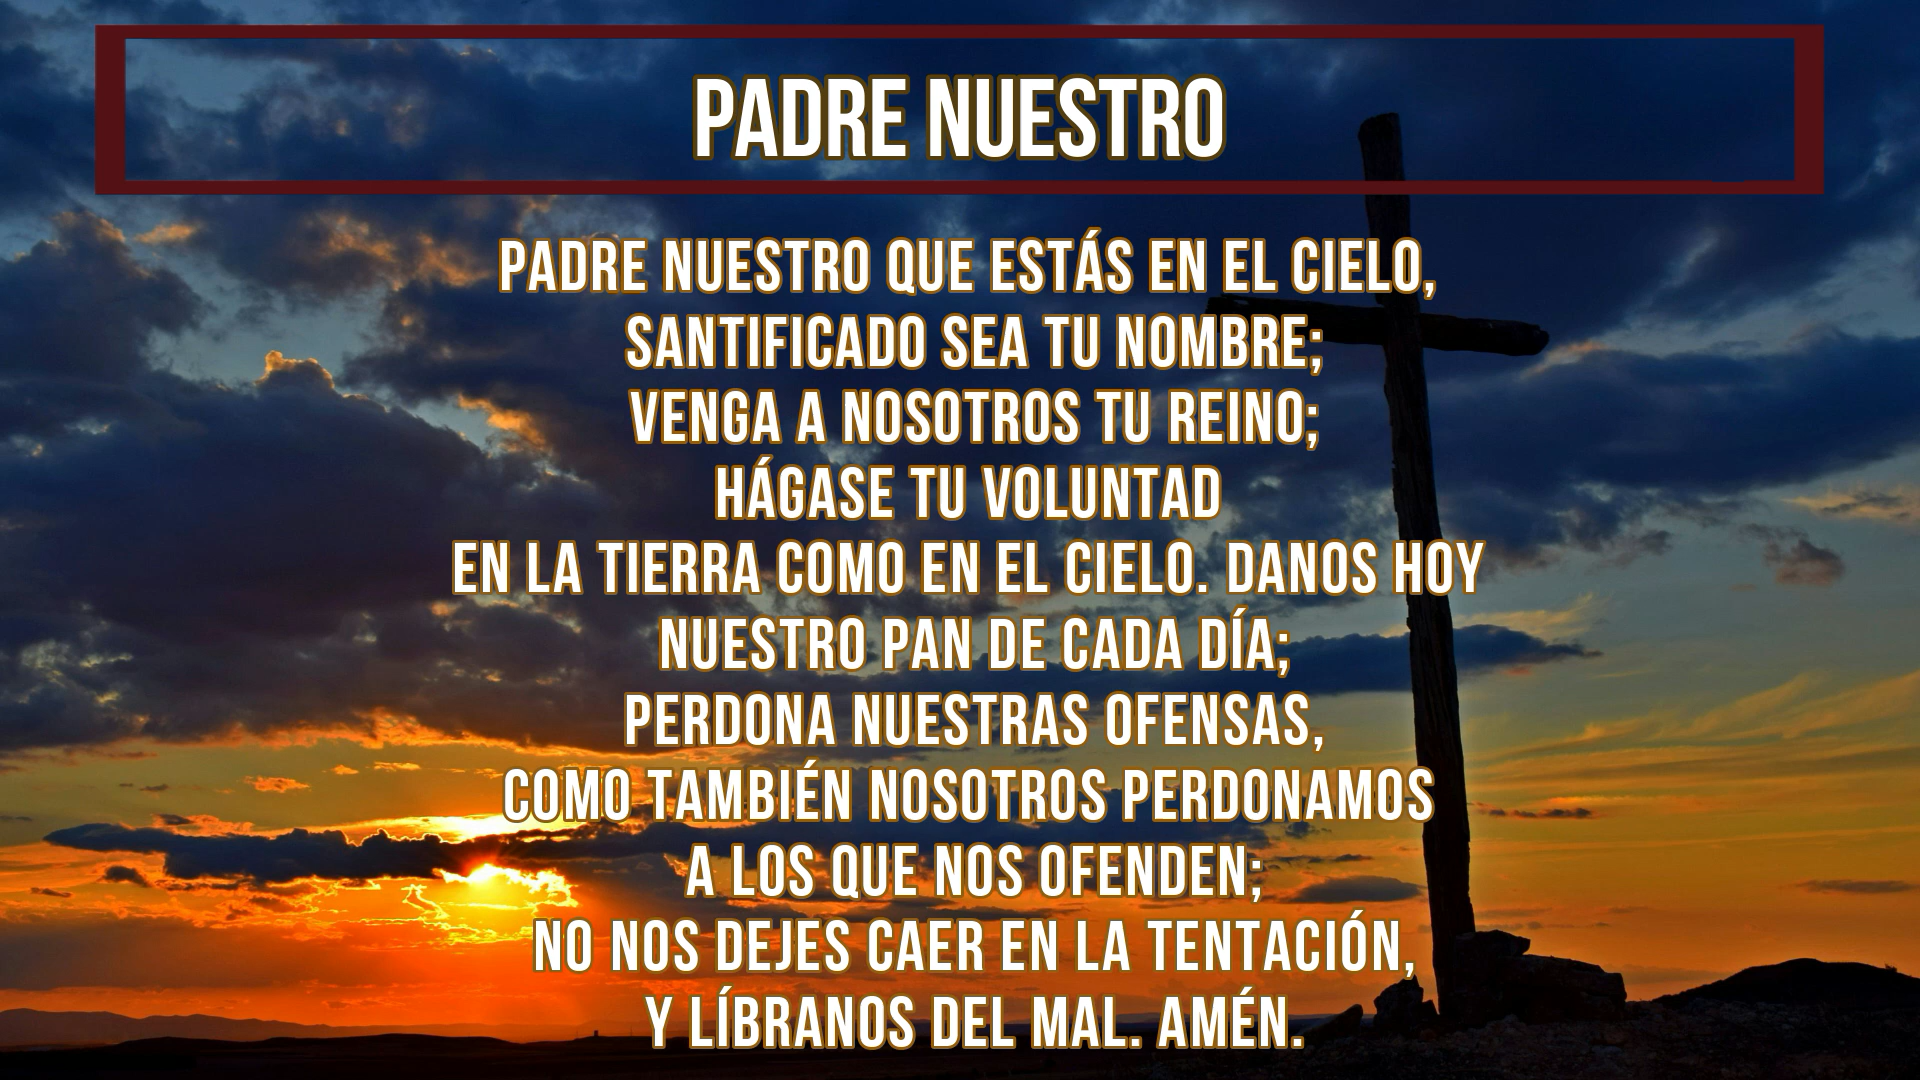 PADRE NUESTRO
PADRE NUESTRO QUE ESTÁS EN EL CIELO,
SANTIFICADO SEA TU NOMBRE;
VENGA A NOSOTROS TU REINO;
HÁGASE TU VOLUNTAD
EN LA TIERRA COMO EN EL CIELO. DANOS HOY
NUESTRO PAN DE CADA DÍA;
PERDONA NUESTRAS OFENSAS,
COMO TAMBIÉN NOSOTROS PERDONAMOS
A LOS QUE NOS OFENDEN;
NO NOS DEJES CAER EN LA TENTACIÓN,
Y LÍBRANOS DEL MAL. AMÉN.